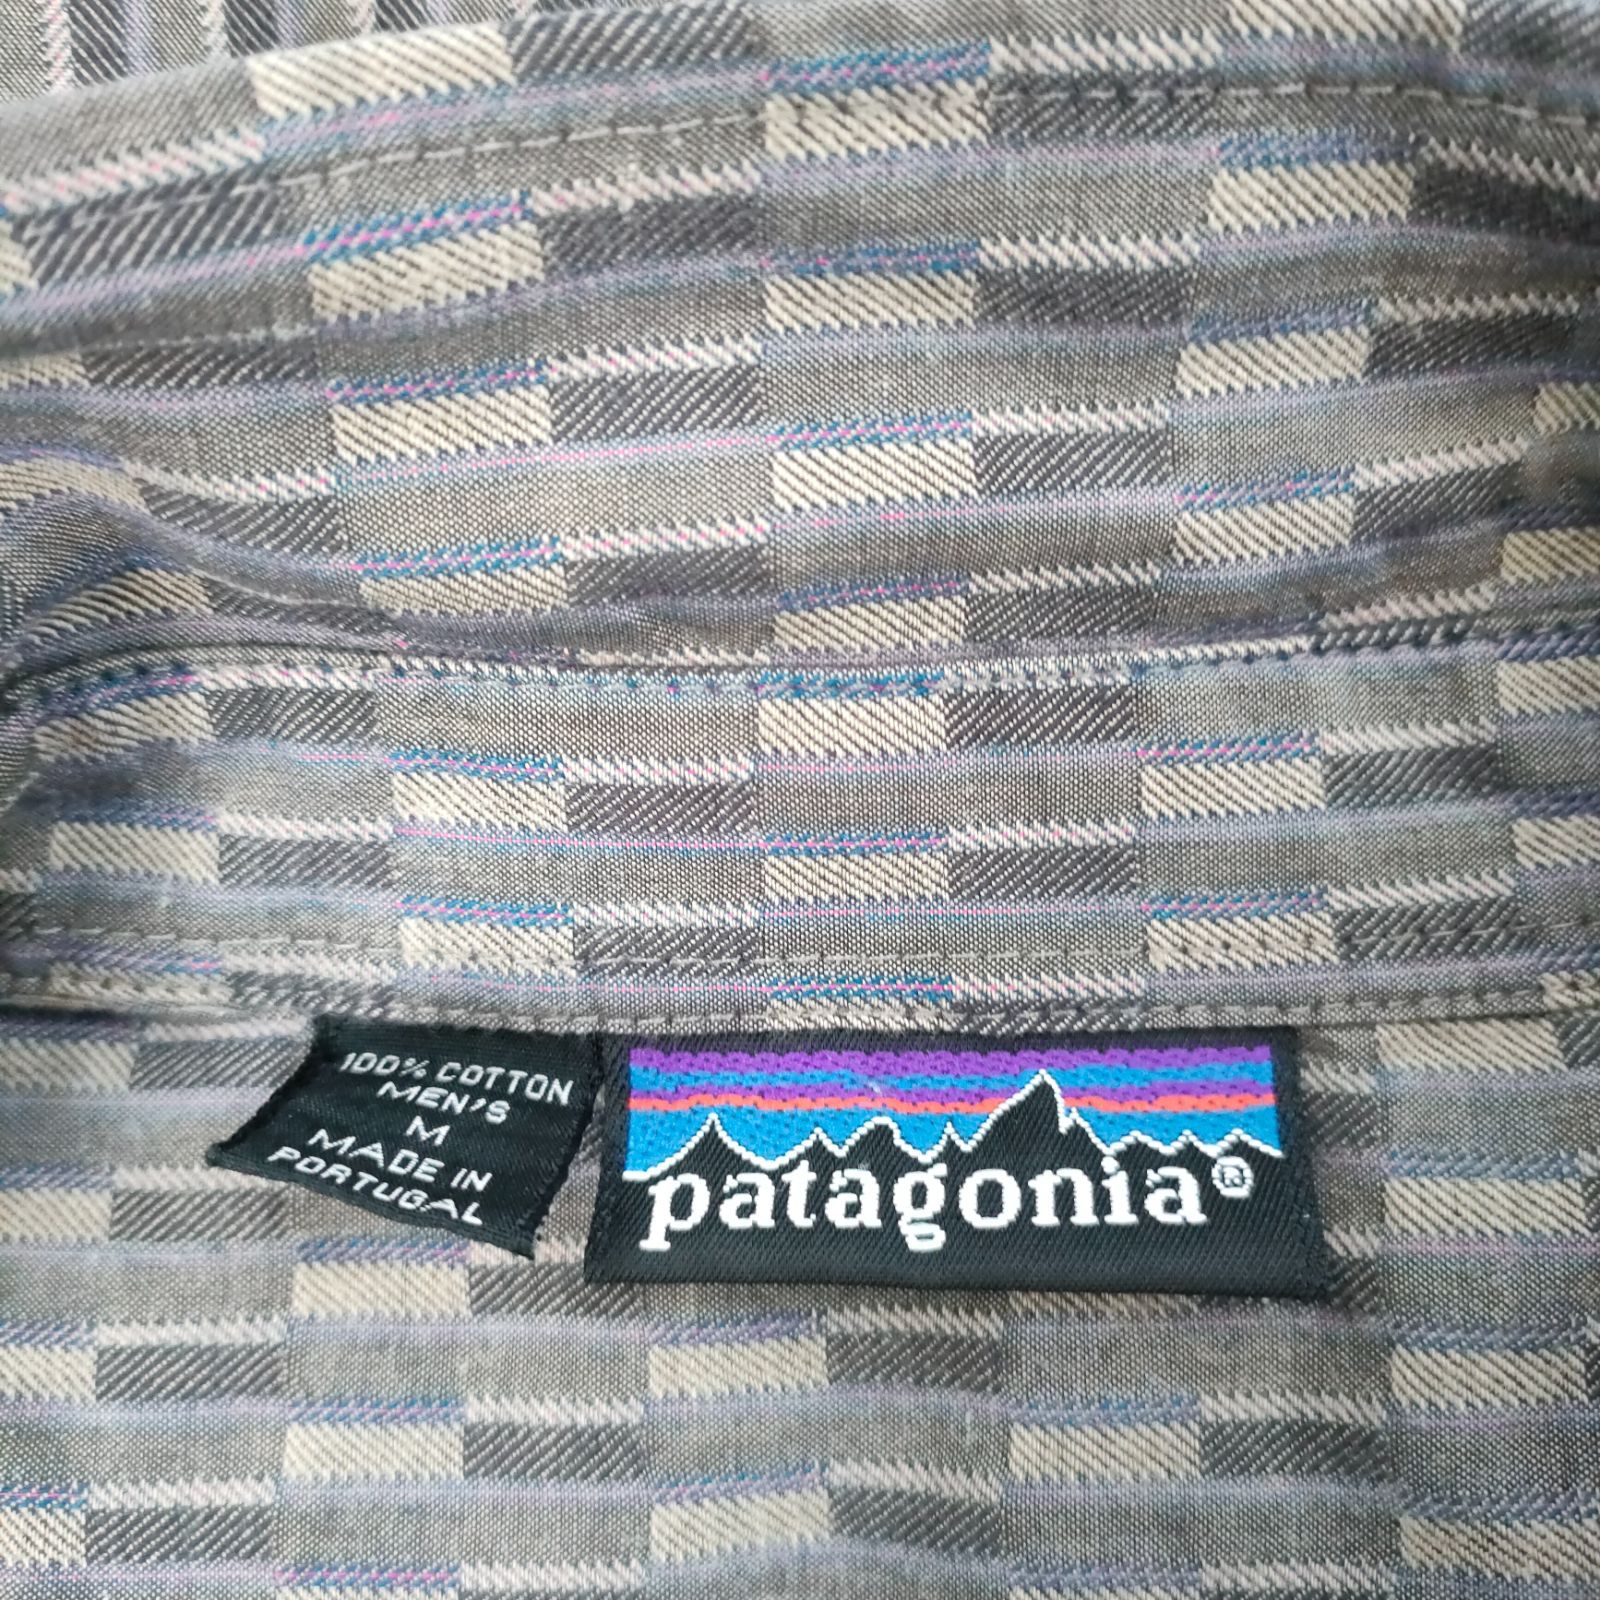 100% COTTON
MEN'S
M
MADE IN
PORTUGAL
patagonia®